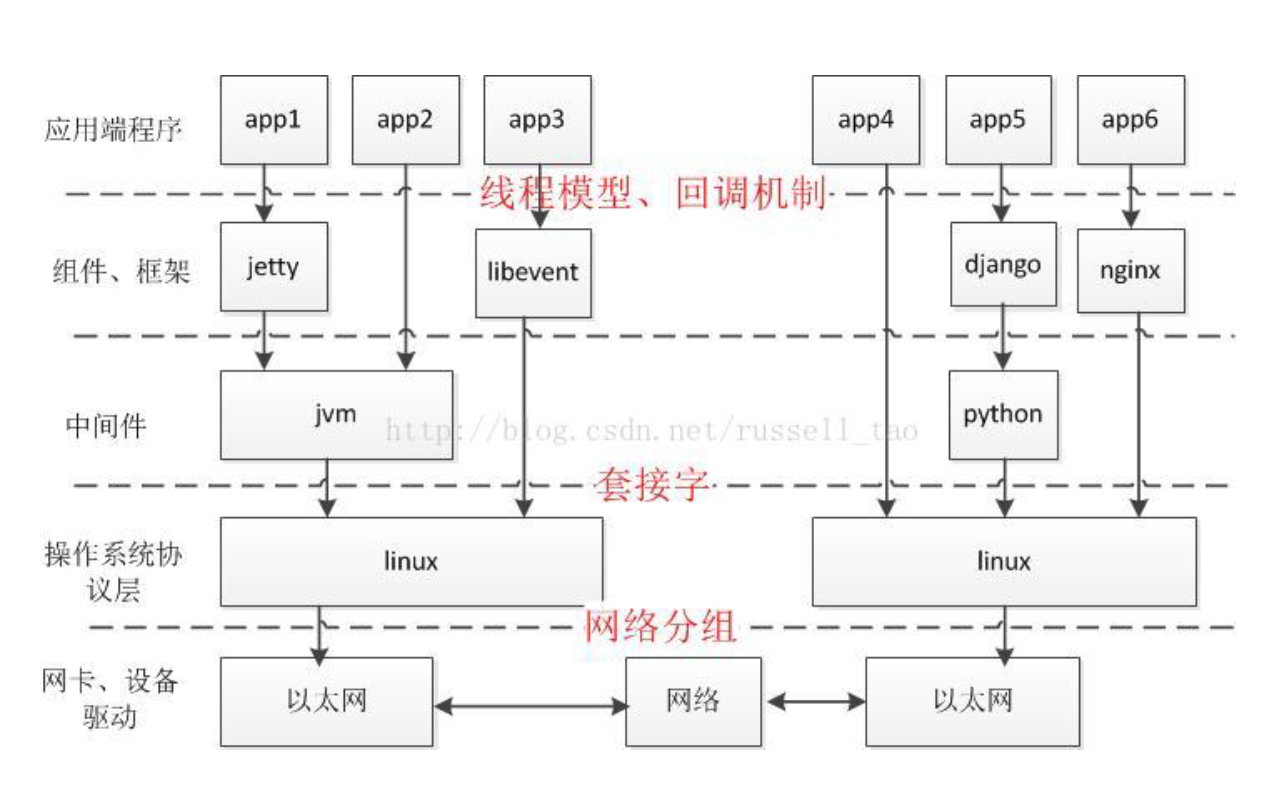 应用端程序
app1
app2
app3
app4
app5
app6
线程模型、回调机制
组件、框架
jetty
libevent
django
nginx
中间件
jvm
http://blog.csdn.net/russell_tao
python
套接字
操作系统协
议层
linux
linux
网络分组
网卡、设备
驱动
以太网
网络
以太网